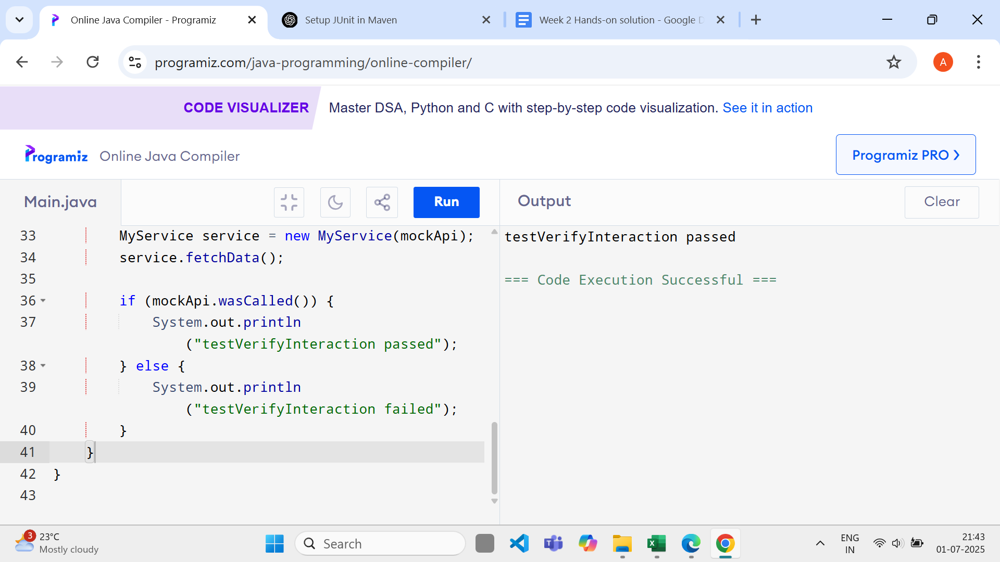 Online Java Compiler - Programiz
Setup JUnit in Maven
Week 2 Hands-on solution - Google D
programiz.com/java-programming/online-compiler/
A
CODE VISUALIZER
Master DSA, Python and C with step-by-step code visualization. See it in action
Programiz
Online Java Compiler
Programiz PRO ❯
Main.java
Run
Output
Clear
33 MyService service = new MyService(mockApi);
34 service.fetchData();
35
36 if (mockApi.wasCalled()) {
37 System.out.println
("testVerifyInteraction passed");
38 } else {
39 System.out.println
("testVerifyInteraction failed");
40 }
41 }
42 }
43
testVerifyInteraction passed
=== Code Execution Successful ===
3
23°C
Mostly cloudy
Search
ENG
IN
21:43
01-07-2025